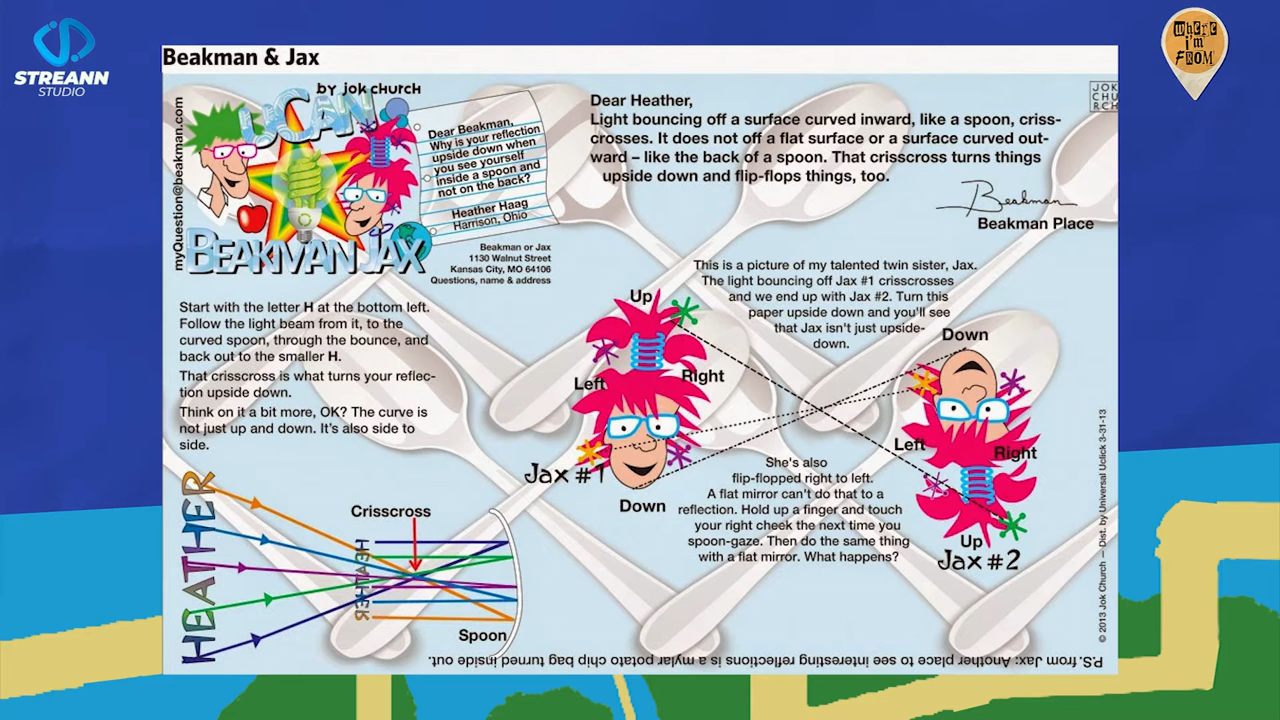 STREANN
STUDIO
where
i'm
FROM
Beakman & Jax
by jok church
UCAN
BEAKMAN JAX
myQuestion@beakman.com
Dear Beakman,
Why is your reflection
upside down when
you see yourself
inside a spoon and
not on the back?
Heather Haag
Harrison, Ohio
Beakman or Jax
1130 Walnut Street
Kansas City, MO 64106
Questions, name & address
Dear Heather,
Light bouncing off a surface curved inward, like a spoon, criss-
crosses. It does not off a flat surface or a surface curved out-
ward – like the back of a spoon. That crisscross turns things
upside down and flip-flops things, too.
Beakman
Beakman Place
JOK
CHU
RCH
Start with the letter H at the bottom left.
Follow the light beam from it, to the
curved spoon, through the bounce, and
back out to the smaller H.
That crisscross is what turns your reflec-
tion upside down.
Think on it a bit more, OK? The curve is
not just up and down. It's also side to
side.
This is a picture of my talented twin sister, Jax.
The light bouncing off Jax #1 crisscrosses
and we end up with Jax #2. Turn this
paper upside down and you'll see
that Jax isn't just upside-
down.
Up
Left
Right
Jax #1
Down
Down
Left
Right
Up
Jax #2
She's also
flip-flopped right to left.
A flat mirror can't do that to a
reflection. Hold up a finger and touch
your right cheek the next time you
spoon-gaze. Then do the same thing
with a flat mirror. What happens?
HEATHER
Crisscross
HEATHER
Spoon
P.S. from Jax: Another place to see interesting reflections is a mylar potato chip bag turned inside out.
© 2013 Jok Church — Dist. by Universal Uclick 3-31-13